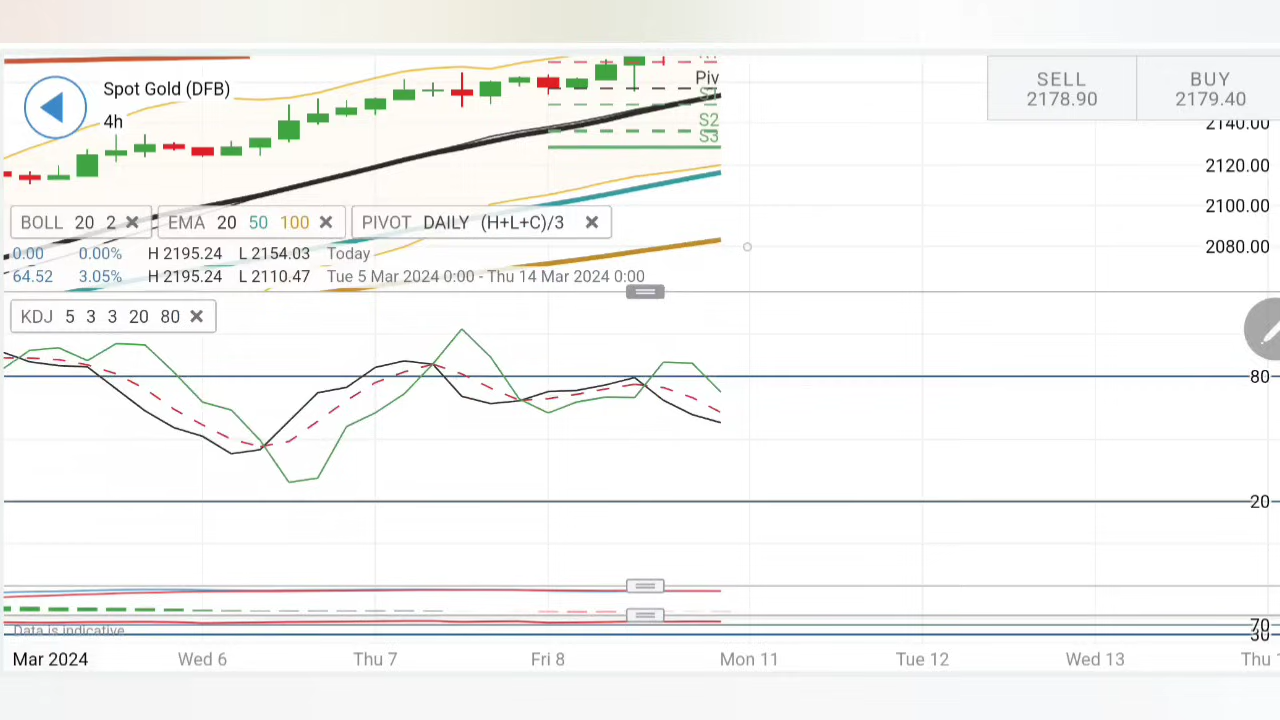 SELL
2178.90
BUY
2179.40
Spot Gold (DFB)
4h
Piv
S1
S2
S3
2140.00
2120.00
2100.00
2080.00
BOLL 20 2
EMA 20 50 100
PIVOT DAILY (H+L+C)/3
0.00 0.00% H 2195.24 L 2154.03 Today
64.52 3.05% H 2195.24 L 2110.47 Tue 5 Mar 2024 0:00 - Thu 14 Mar 2024 0:00
KDJ 5 3 3 20 80
80
20
70
30
Data is indicative
Mar 2024 Wed 6 Thu 7 Fri 8 Mon 11 Tue 12 Wed 13 Thu